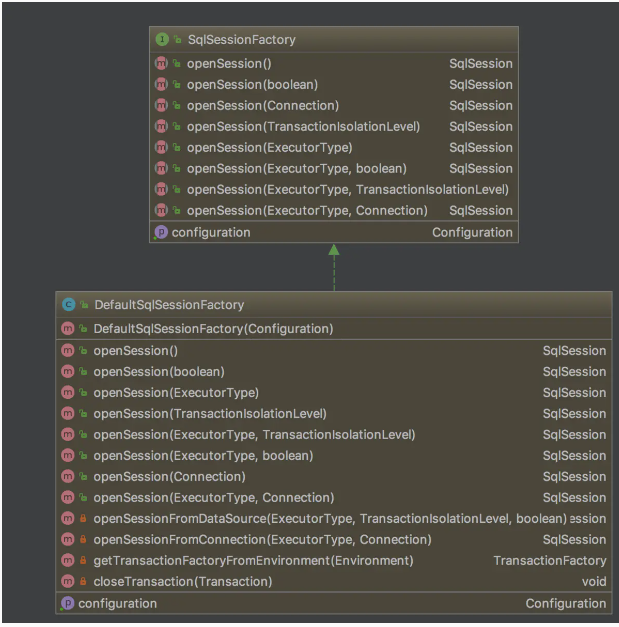 SqlSessionFactory
openSession() SqlSession
openSession(boolean) SqlSession
openSession(Connection) SqlSession
openSession(TransactionIsolationLevel) SqlSession
openSession(ExecutorType) SqlSession
openSession(ExecutorType, boolean) SqlSession
openSession(ExecutorType, TransactionIsolationLevel)
openSession(ExecutorType, Connection) SqlSession
configuration Configuration
DefaultSqlSessionFactory
DefaultSqlSessionFactory(Configuration)
openSession() SqlSession
openSession(boolean) SqlSession
openSession(ExecutorType) SqlSession
openSession(TransactionIsolationLevel) SqlSession
openSession(ExecutorType, TransactionIsolationLevel) SqlSession
openSession(ExecutorType, boolean) SqlSession
openSession(Connection) SqlSession
openSession(ExecutorType, Connection) SqlSession
openSessionFromDataSource(ExecutorType, TransactionIsolationLevel, boolean) ession
openSessionFromConnection(ExecutorType, Connection) SqlSession
getTransactionFactoryFromEnvironment(Environment) TransactionFactory
closeTransaction(Transaction) void
configuration Configuration